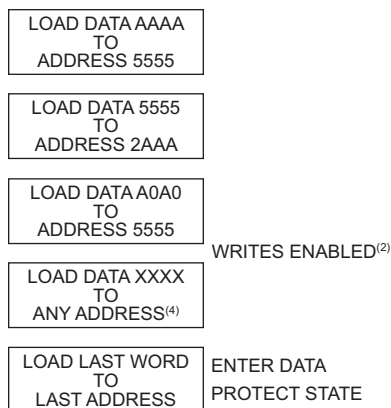 LOAD DATA AAAA
TO
ADDRESS 5555
LOAD DATA 5555
TO
ADDRESS 2AAA
LOAD DATA A0A0
TO
ADDRESS 5555
WRITES ENABLED(2)
LOAD DATA XXXX
TO
ANY ADDRESS(4)
LOAD LAST WORD
TO
LAST ADDRESS
ENTER DATA
PROTECT STATE